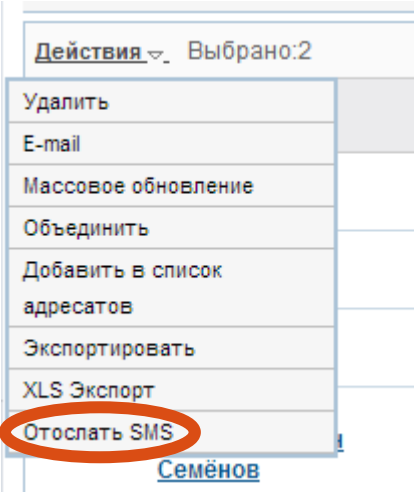 Действия Выбрано:2
Удалить
E-mail
Массовое обновление
Объединить
Добавить в список
адресатов
Экспортировать
XLS Экспорт
Отослать SMS
Семёнов